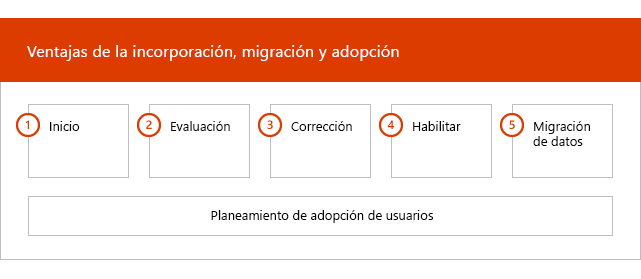 Ventajas de la incorporación, migración y adopción
1 Inicio
2 Evaluación
3 Corrección
4 Habilitar
5 Migración
de datos
Planeamiento de adopción de usuarios